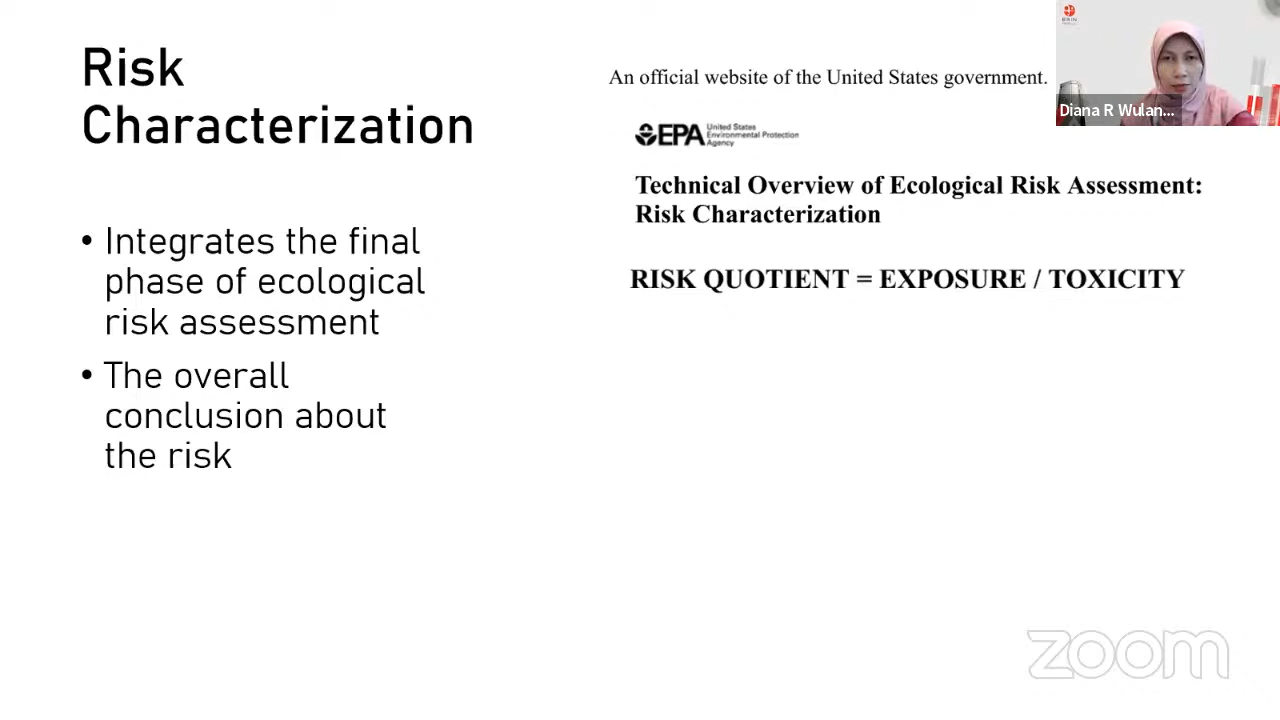 Risk
Characterization
• Integrates the final
phase of ecological
risk assessment
• The overall
conclusion about
the risk
An official website of the United States government.
EPA United States
Environmental Protection
Agency
Technical Overview of Ecological Risk Assessment:
Risk Characterization
RISK QUOTIENT = EXPOSURE / TOXICITY
BRIN
Diana R Wulan...
zoom